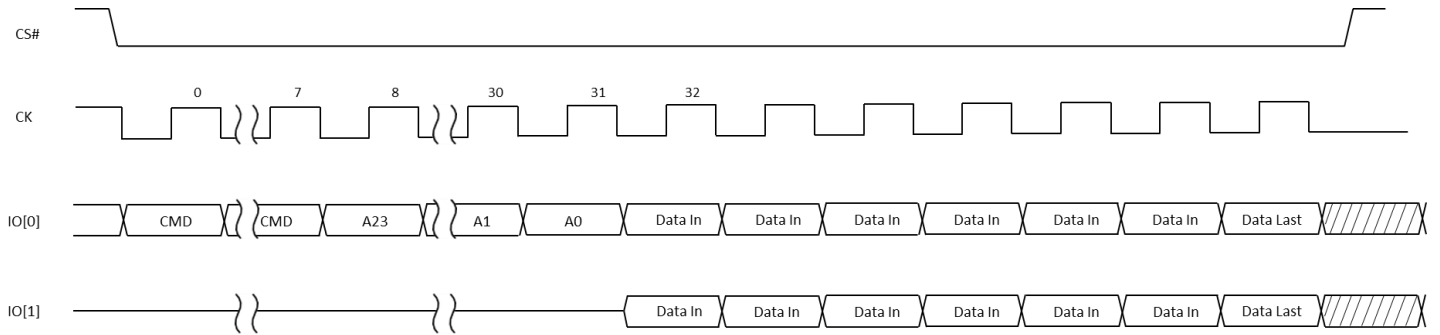 CS#
0 7 8 30 31 32
CK
IO[0] CMD CMD A23 A1 A0 Data In Data In Data In Data In Data In Data In Data Last
IO[1] Data In Data In Data In Data In Data In Data In Data Last